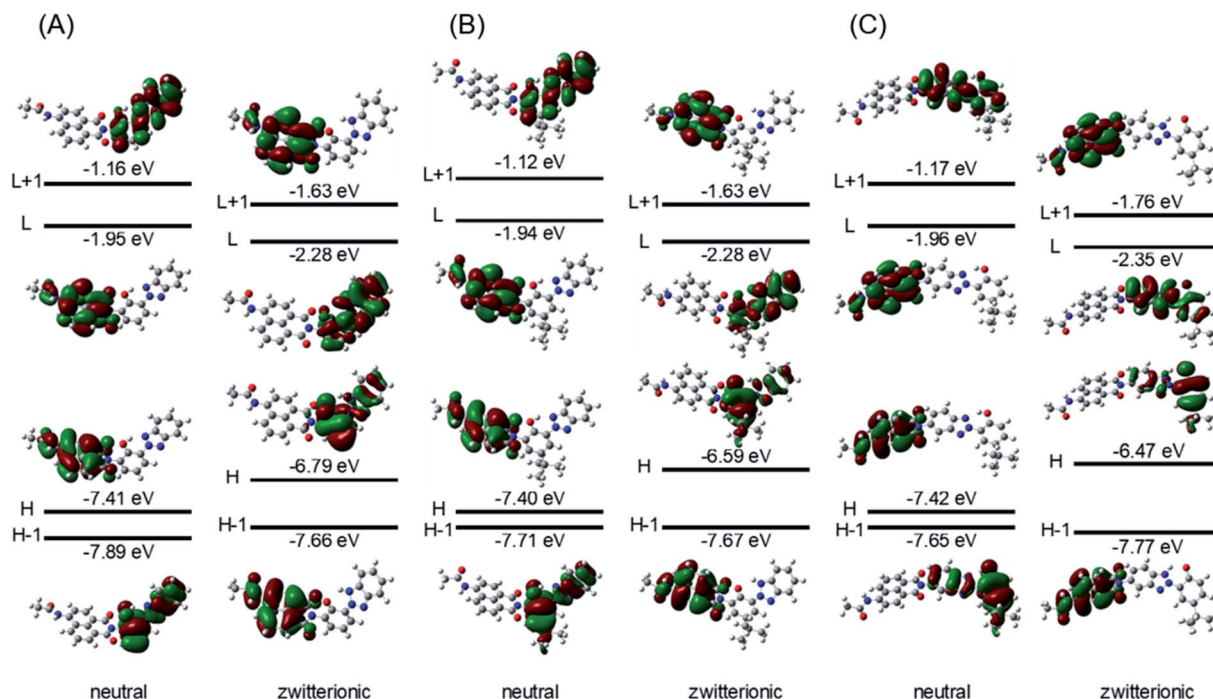 (A)
(B)
(C)
-1.16 eV
L+1
L
-1.95 eV
-7.41 eV
H
H-1
-7.89 eV
neutral
-1.63 eV
L+1
L
-2.28 eV
-6.79 eV
H
H-1
-7.66 eV
zwitterionic
-1.12 eV
L+1
L
-1.94 eV
-7.40 eV
H
H-1
-7.71 eV
neutral
-1.63 eV
L+1
L
-2.28 eV
-6.59 eV
H
H-1
-7.67 eV
zwitterionic
-1.17 eV
L+1
L
-1.96 eV
-7.42 eV
H
H-1
-7.65 eV
neutral
-1.76 eV
L+1
L
-2.35 eV
-6.47 eV
H
H-1
-7.77 eV
zwitterionic